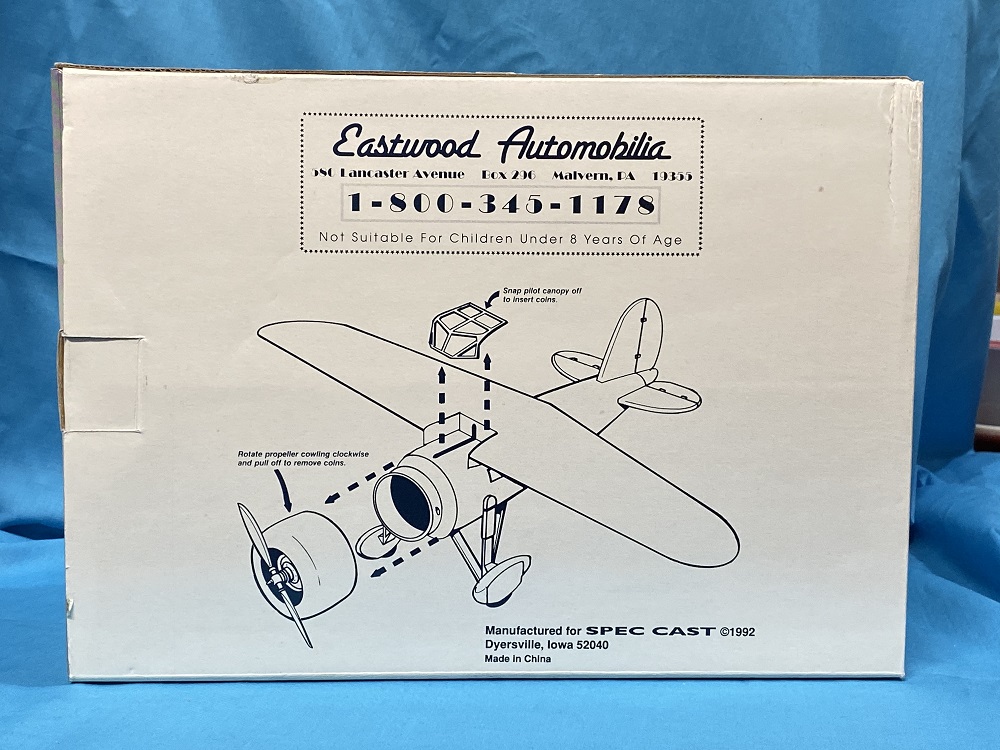 Eastwood Automobilia
580 Lancaster Avenue Box 296 Malvern, PA 19355
1-800-345-1178
Not Suitable For Children Under 8 Years Of Age
Snap pilot canopy off
to insert coins.
Rotate propeller cowling clockwise
and pull off to remove coins.
Manufactured for SPEC CAST ©1992
Dyersville, Iowa 52040
Made in China